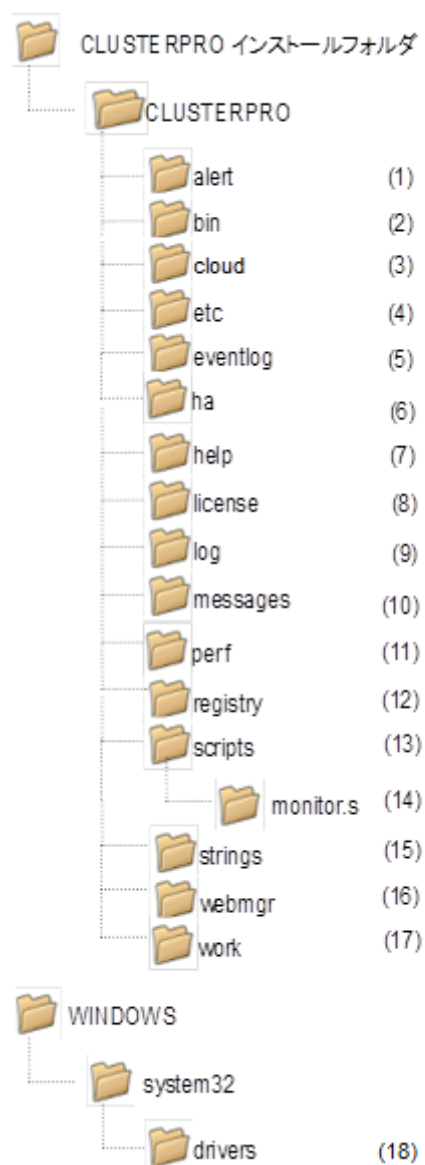 CLUSTERPRO インストールフォルダ
CLUSTERPRO
alert (1)
bin (2)
cloud (3)
etc (4)
eventlog (5)
ha (6)
help (7)
license (8)
log (9)
messages (10)
perf (11)
registry (12)
scripts (13)
monitor.s (14)
strings (15)
webmgr (16)
work (17)
WINDOWS
system32
drivers (18)